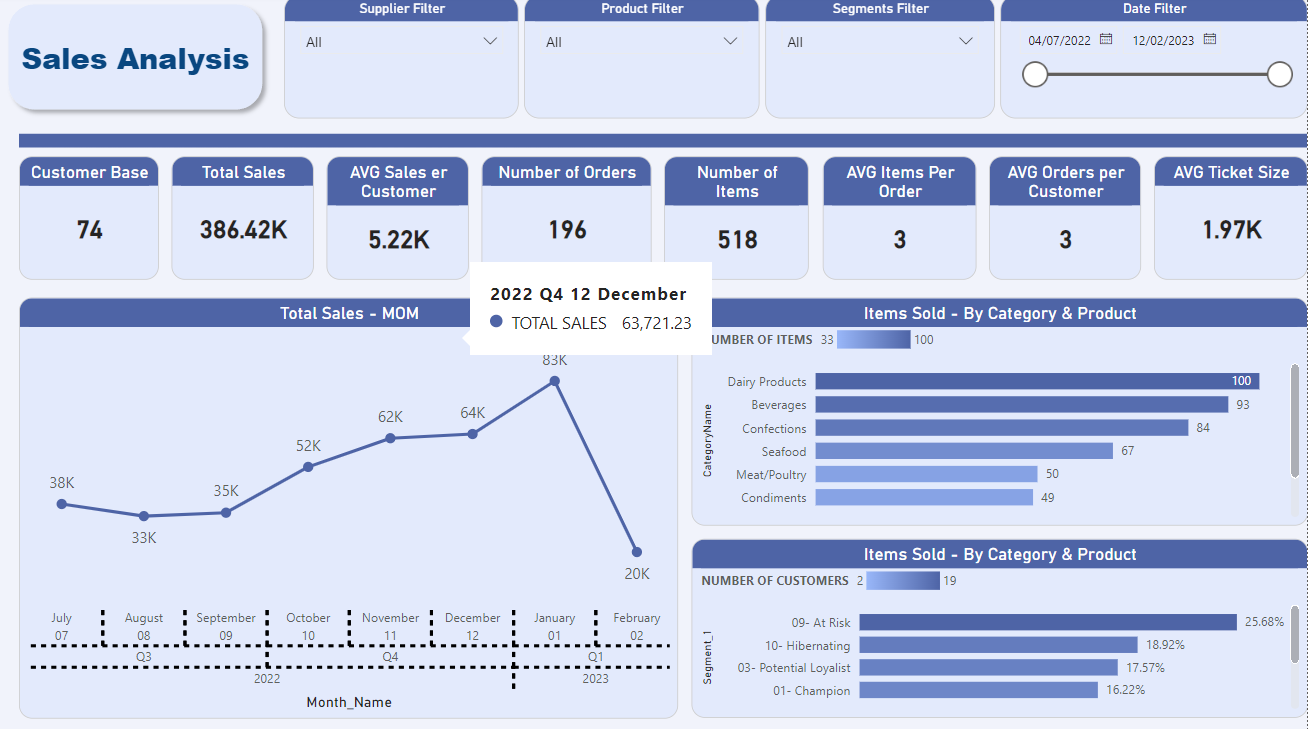 Sales Analysis
Supplier Filter
All
Product Filter
All
Segments Filter
All
Date Filter
04/07/2022 12/02/2023
Customer Base
74
Total Sales
386.42K
AVG Sales er
Customer
5.22K
Number of Orders
196
Number of
Items
518
AVG Items Per
Order
3
AVG Orders per
Customer
3
AVG Ticket Size
1.97K
2022 Q4 12 December
TOTAL SALES 63,721.23
Total Sales - MOM
38K
33K
35K
52K
62K
64K
83K
20K
July August September October November December January February
07 08 09 10 11 12 01 02
Q3 Q4 Q1
2022 2023
Month_Name
Items Sold - By Category & Product
UMBER OF ITEMS 33 100
CategoryName
Dairy Products 100
Beverages 93
Confections 84
Seafood 67
Meat/Poultry 50
Condiments 49
Items Sold - By Category & Product
NUMBER OF CUSTOMERS 2 19
Segment_1
09- At Risk 25.68%
10- Hibernating 18.92%
03- Potential Loyalist 17.57%
01- Champion 16.22%